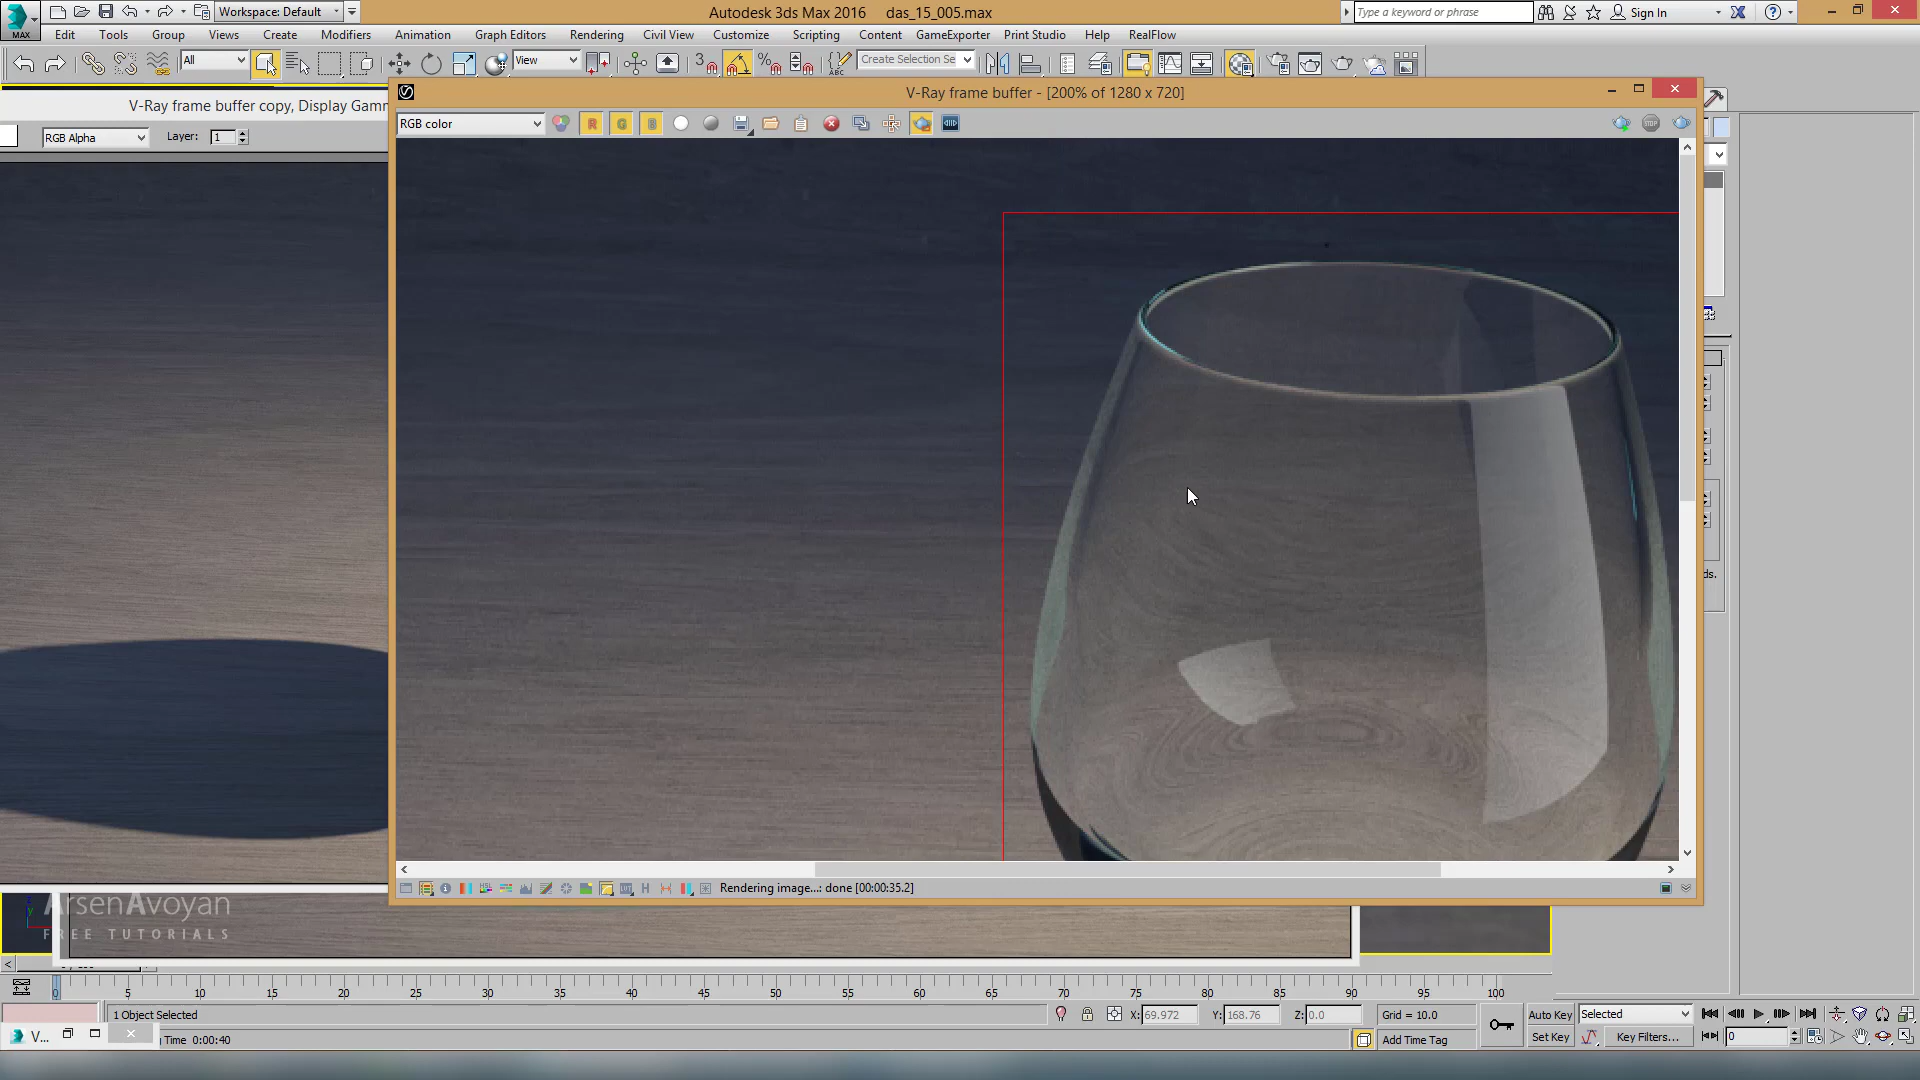 Workspace: Default
Autodesk 3ds Max 2016
das_15_005.max
Type a keyword or phrase
Sign In
MAX
Edit
Tools
Group
Views
Create
Modifiers
Animation
Graph Editors
Rendering
Civil View
Customize
Scripting
Content
GameExporter
Print Studio
Help
RealFlow
All
View
3
Create Selection Se
V-Ray frame buffer copy, Display Gamm
V-Ray frame buffer - [200% of 1280 x 720]
RGB Alpha
Layer:
1
RGB color
R
G
B
STOP
ds.
Rendering image...: done [00:00:35.2]
ArsenAvoyan
FREE TUTORIALS
0
5
10
15
20
25
30
35
40
45
50
55
60
65
70
75
80
85
90
95
100
1 Object Selected
X:
69.972
Y:
168.76
Z:
0.0
Grid = 10.0
Auto Key
Selected
V...
Time 0:00:40
Add Time Tag
Set Key
Key Filters...
0